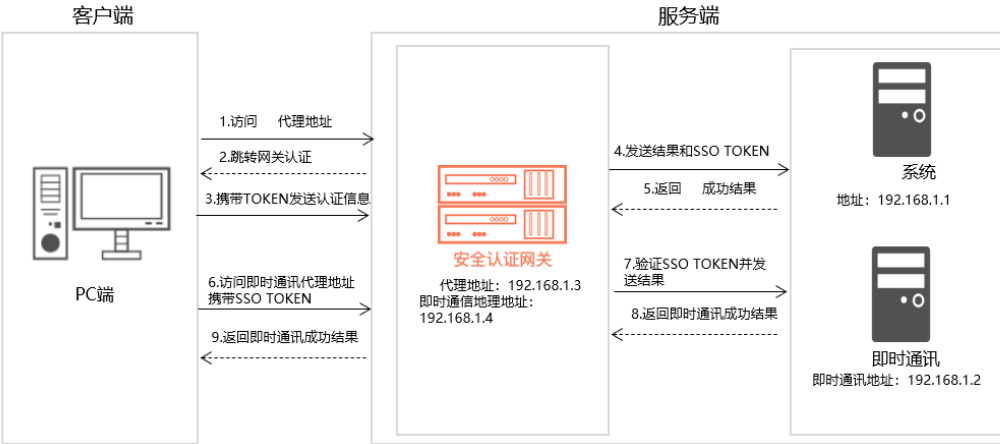 客户端
服务端
1.访问 代理地址
2.跳转网关认证
3.携带TOKEN发送认证信息
PC端
6.访问即时通讯代理地址
携带SSO TOKEN
9.返回即时通讯成功结果
安全认证网关
代理地址：192.168.1.3
即时通信地理地址：
192.168.1.4
4.发送结果和SSO TOKEN
5.返回 成功结果
7.验证SSO TOKEN并发
送结果
8.返回即时通讯成功结果
系统
地址：192.168.1.1
即时通讯
即时通讯地址：192.168.1.2